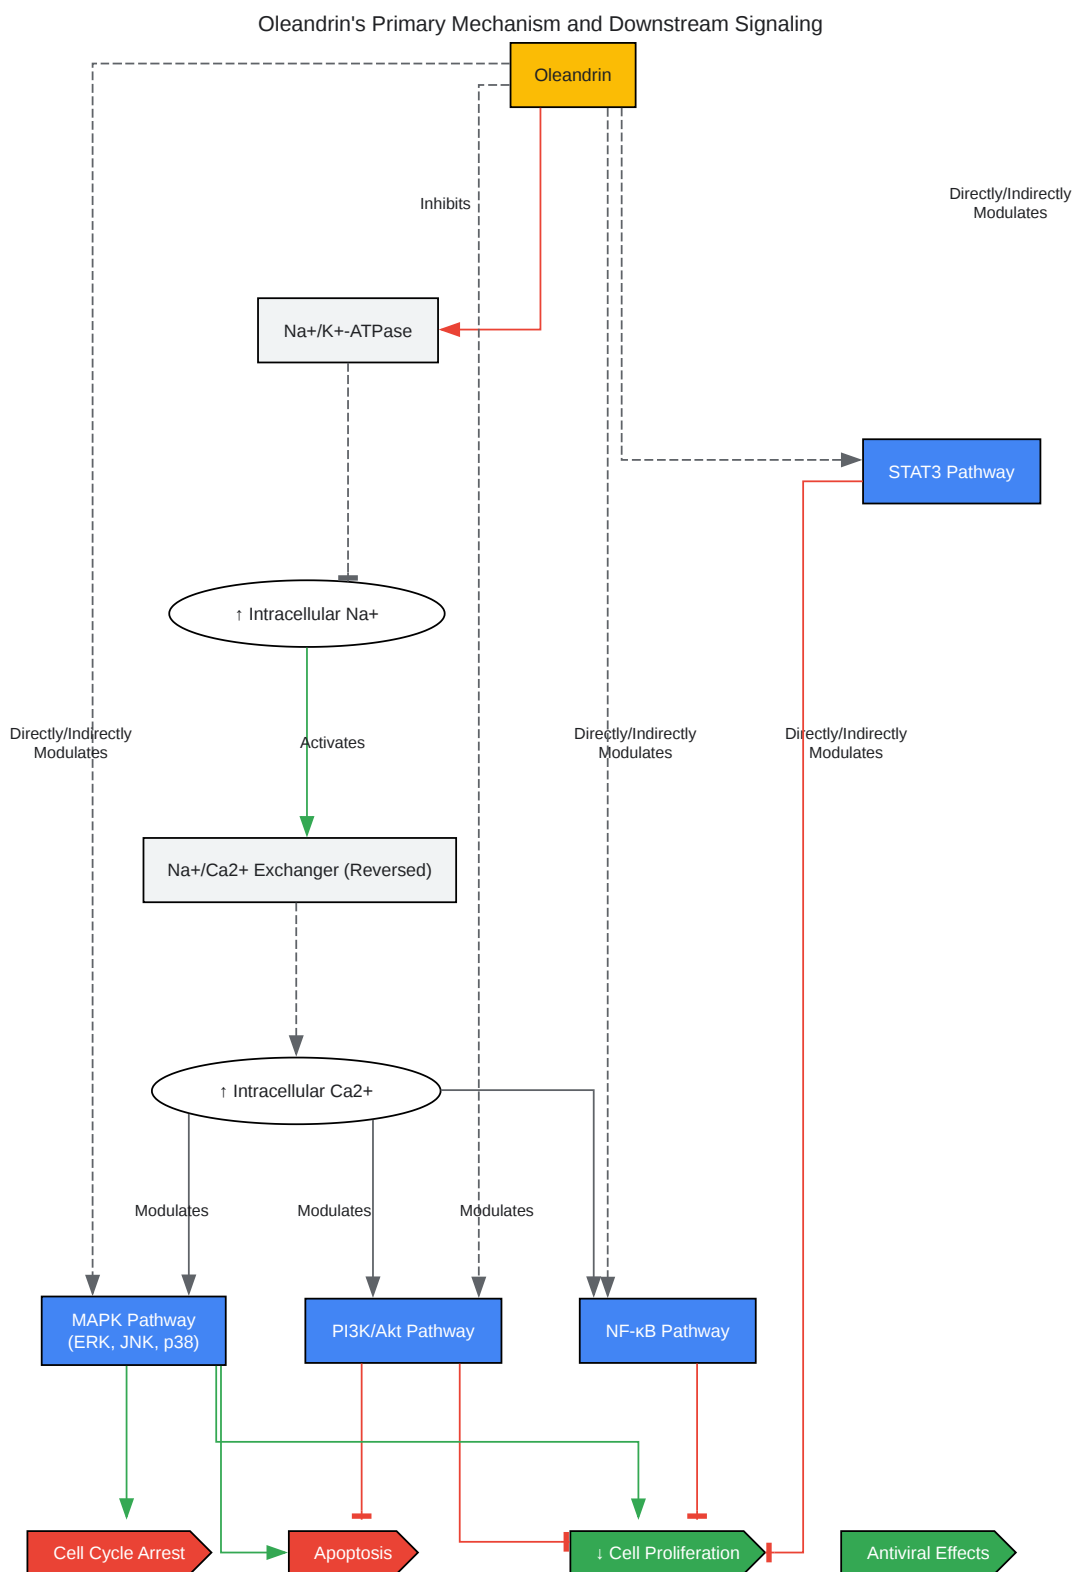 Oleandrin's Primary Mechanism and Downstream Signaling
Oleandrin
Inhibits
Directly/Indirectly
Modulates
Na+/K+-ATPase
STAT3 Pathway
↑ Intracellular Na+
Directly/Indirectly
Modulates
Activates
Directly/Indirectly
Modulates
Directly/Indirectly
Modulates
Na+/Ca2+ Exchanger (Reversed)
↑ Intracellular Ca2+
Modulates
Modulates
Modulates
MAPK Pathway
(ERK, JNK, p38)
PI3K/Akt Pathway
NF-κB Pathway
Cell Cycle Arrest
Apoptosis
↓ Cell Proliferation
Antiviral Effects